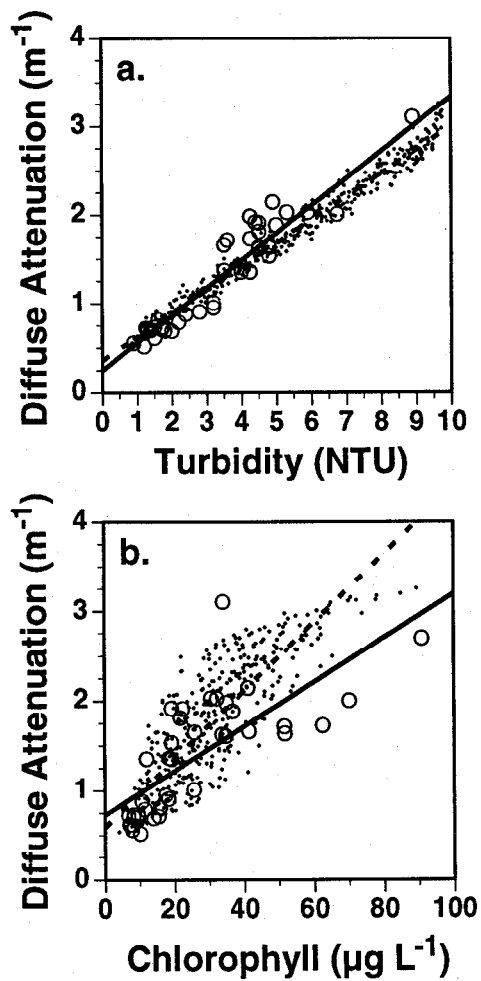 a.
Diffuse Attenuation (m⁻¹)
4
3
2
1
0
0 1 2 3 4 5 6 7 8 9 10
Turbidity (NTU)
b.
Diffuse Attenuation (m⁻¹)
4
3
2
1
0
0 20 40 60 80 100
Chlorophyll (µg L⁻¹)